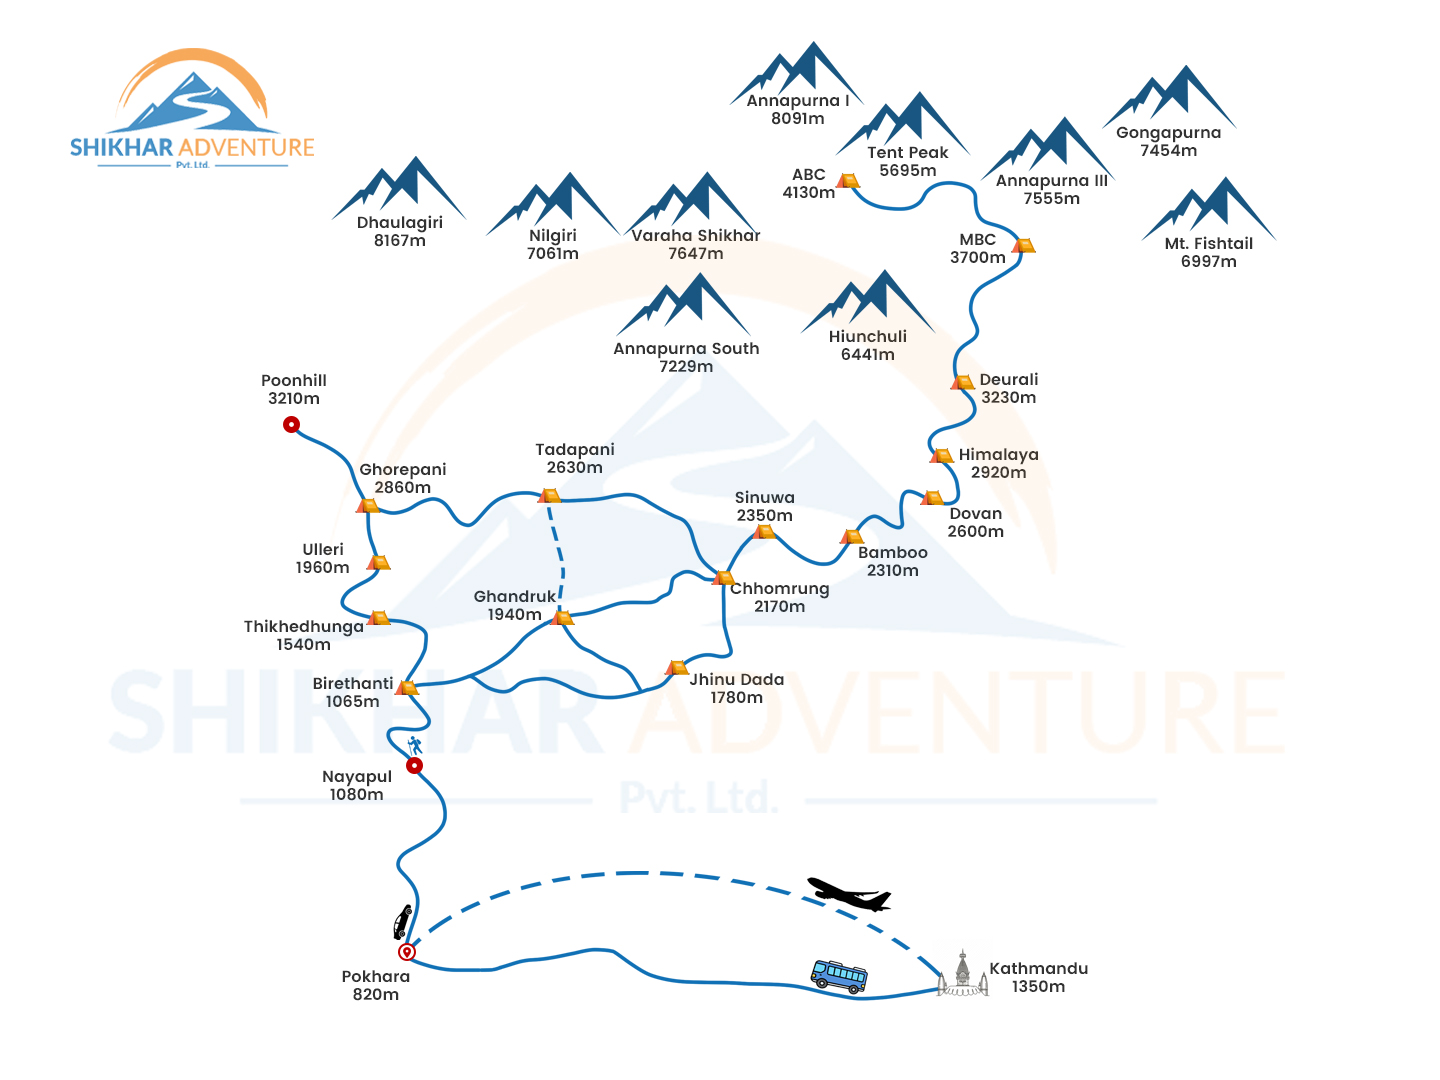 SHIKHAR ADVENTURE
Pvt. Ltd.
Annapurna I
8091m
Tent Peak
5695m
Gongapurna
7454m
Annapurna III
7555m
ABC
4130m
Dhaulagiri
8167m
Nilgiri
7061m
Varaha Shikhar
7647m
MBC
3700m
Mt. Fishtail
6997m
Annapurna South
7229m
Hiunchuli
6441m
Poonhill
3210m
Deurali
3230m
Ghorepani
2860m
Tadapani
2630m
Himalaya
2920m
Sinuwa
2350m
Dovan
2600m
Ulleri
1960m
Bamboo
2310m
Ghandruk
1940m
Chhomrung
2170m
Thikhedhunga
1540m
Birethanti
1065m
Jhinu Dada
1780m
SHIKHAR ADVENTURE
Pvt. Ltd.
Nayapul
1080m
Pokhara
820m
Kathmandu
1350m